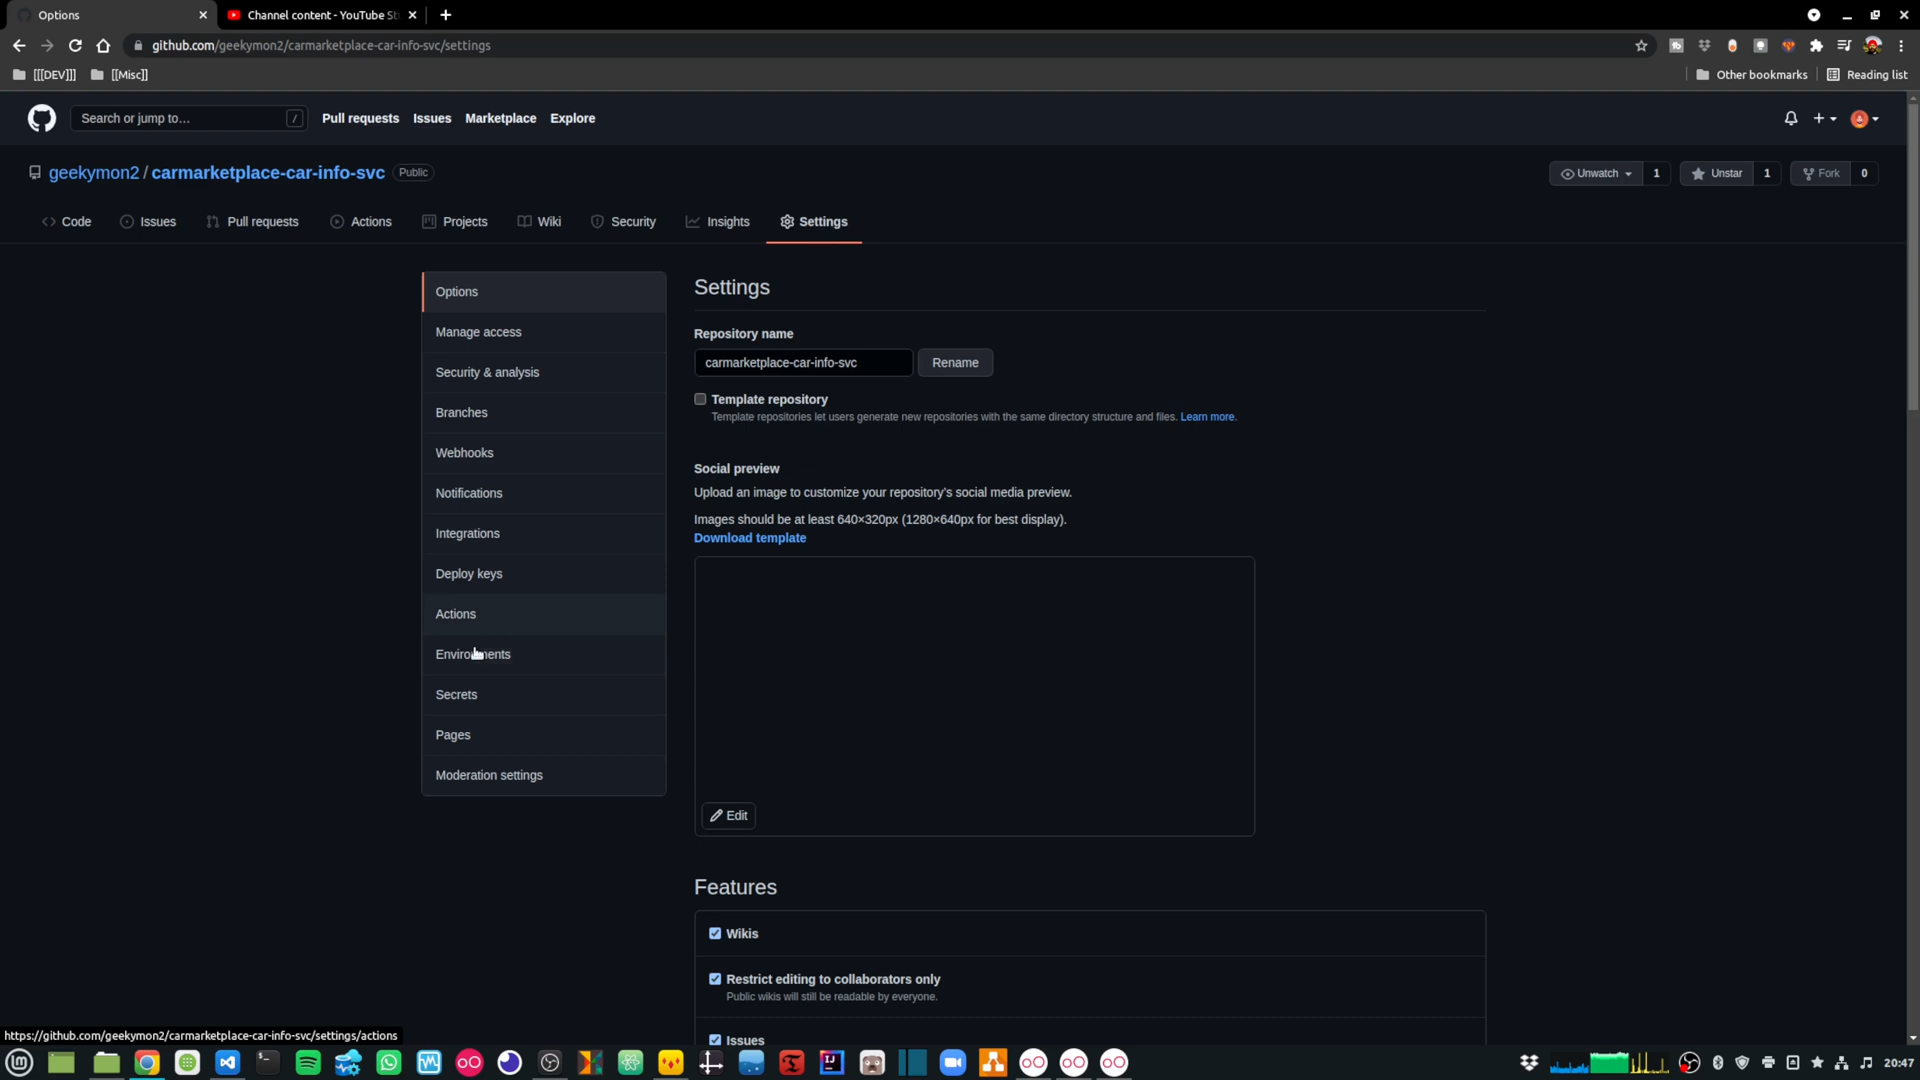 Options
Channel content - YouTube St
github.com/geekymon2/carmarketplace-car-info-svc/settings
[[[DEV]]]
[[Misc]]
Other bookmarks
Reading list
Search or jump to…
/
Pull requests
Issues
Marketplace
Explore
geekymon2 / carmarketplace-car-info-svc
Public
Unwatch
1
Unstar
1
Fork
0
Code
Issues
Pull requests
Actions
Projects
Wiki
Security
Insights
Settings
Options
Manage access
Security & analysis
Branches
Webhooks
Notifications
Integrations
Deploy keys
Actions
Environments
Secrets
Pages
Moderation settings
Settings
Repository name
carmarketplace-car-info-svc
Rename
Template repository
Template repositories let users generate new repositories with the same directory structure and files. Learn more.
Social preview
Upload an image to customize your repository's social media preview.
Images should be at least 640×320px (1280×640px for best display).
Download template
Edit
Features
Wikis
Restrict editing to collaborators only
Public wikis will still be readable by everyone.
Issues
https://github.com/geekymon2/carmarketplace-car-info-svc/settings/actions
20:47